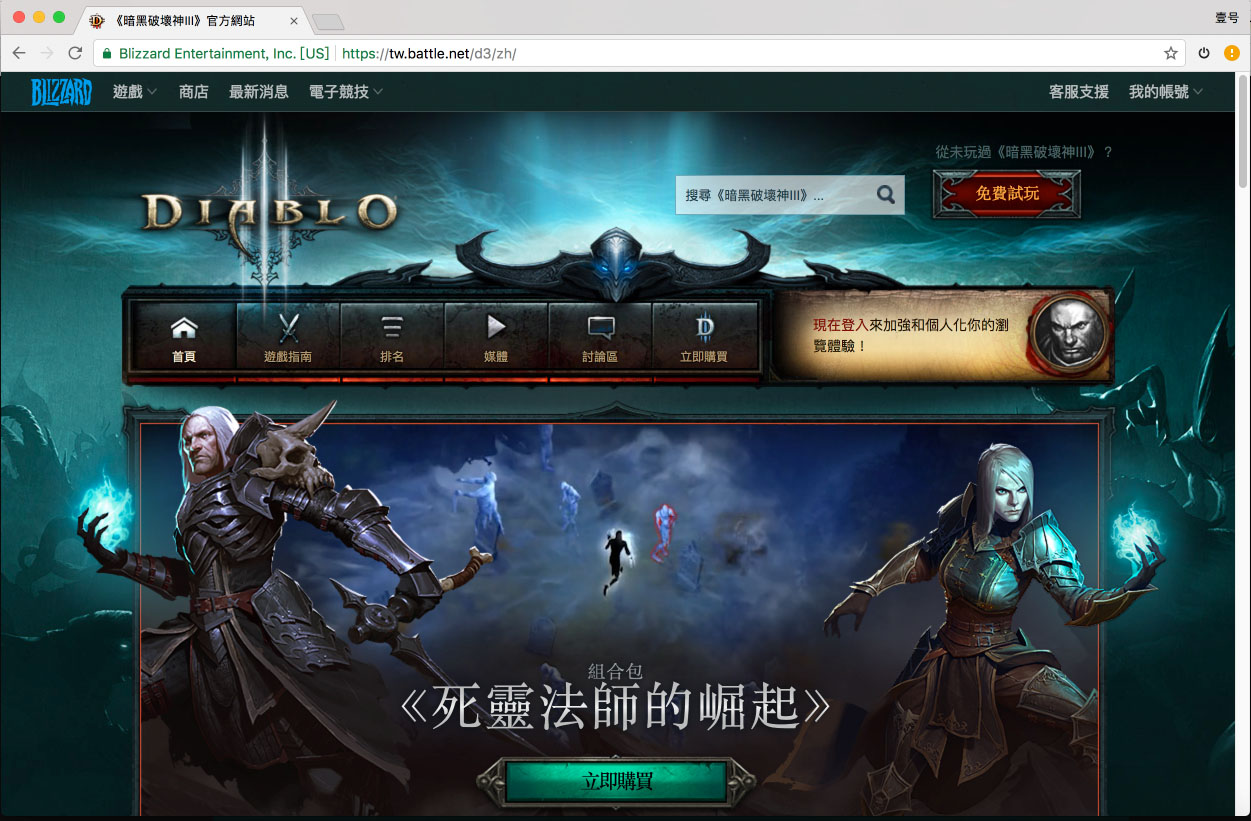 《暗黑破壞神III》官方網站
壹号
Blizzard Entertainment, Inc. [US]
https://tw.battle.net/d3/zh/
BLIZZARD
遊戲
商店
最新消息
電子競技
客服支援
我的帳號
從未玩過《暗黑破壞神III》？
DIABLO
搜尋《暗黑破壞神III》...
免費試玩
首頁
遊戲指南
排名
媒體
討論區
立即購買
現在登入來加強和個人化你的瀏
覽體驗！
組合包
《死靈法師的崛起》
立即購買